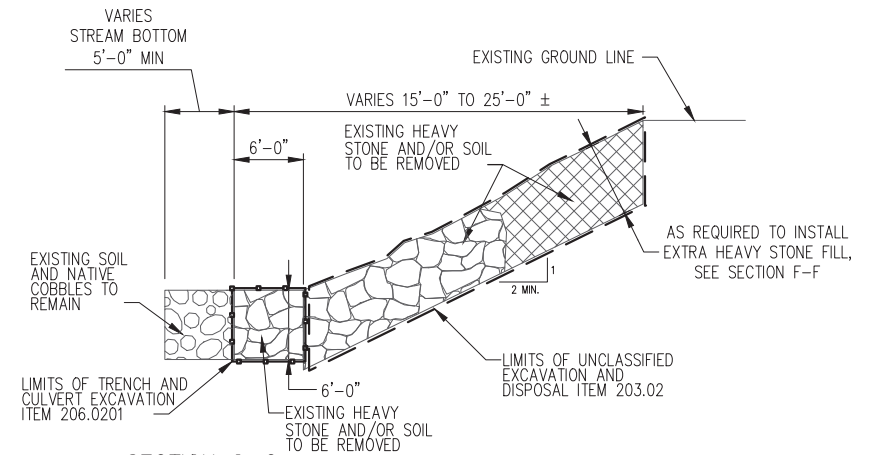 VARIES
STREAM BOTTOM
5'-0" MIN
EXISTING GROUND LINE
VARIES 15'-0" TO 25'-0" ±
6'-0"
EXISTING HEAVY
STONE AND/OR SOIL
TO BE REMOVED
AS REQUIRED TO INSTALL
EXTRA HEAVY STONE FILL,
SEE SECTION F-F
EXISTING SOIL
AND NATIVE
COBBLES TO
REMAIN
1
2 MIN.
LIMITS OF UNCLASSIFIED
EXCAVATION AND
DISPOSAL ITEM 203.02
LIMITS OF TRENCH AND
CULVERT EXCAVATION
ITEM 206.0201
6'-0"
EXISTING HEAVY
STONE AND/OR SOIL
TO BE REMOVED